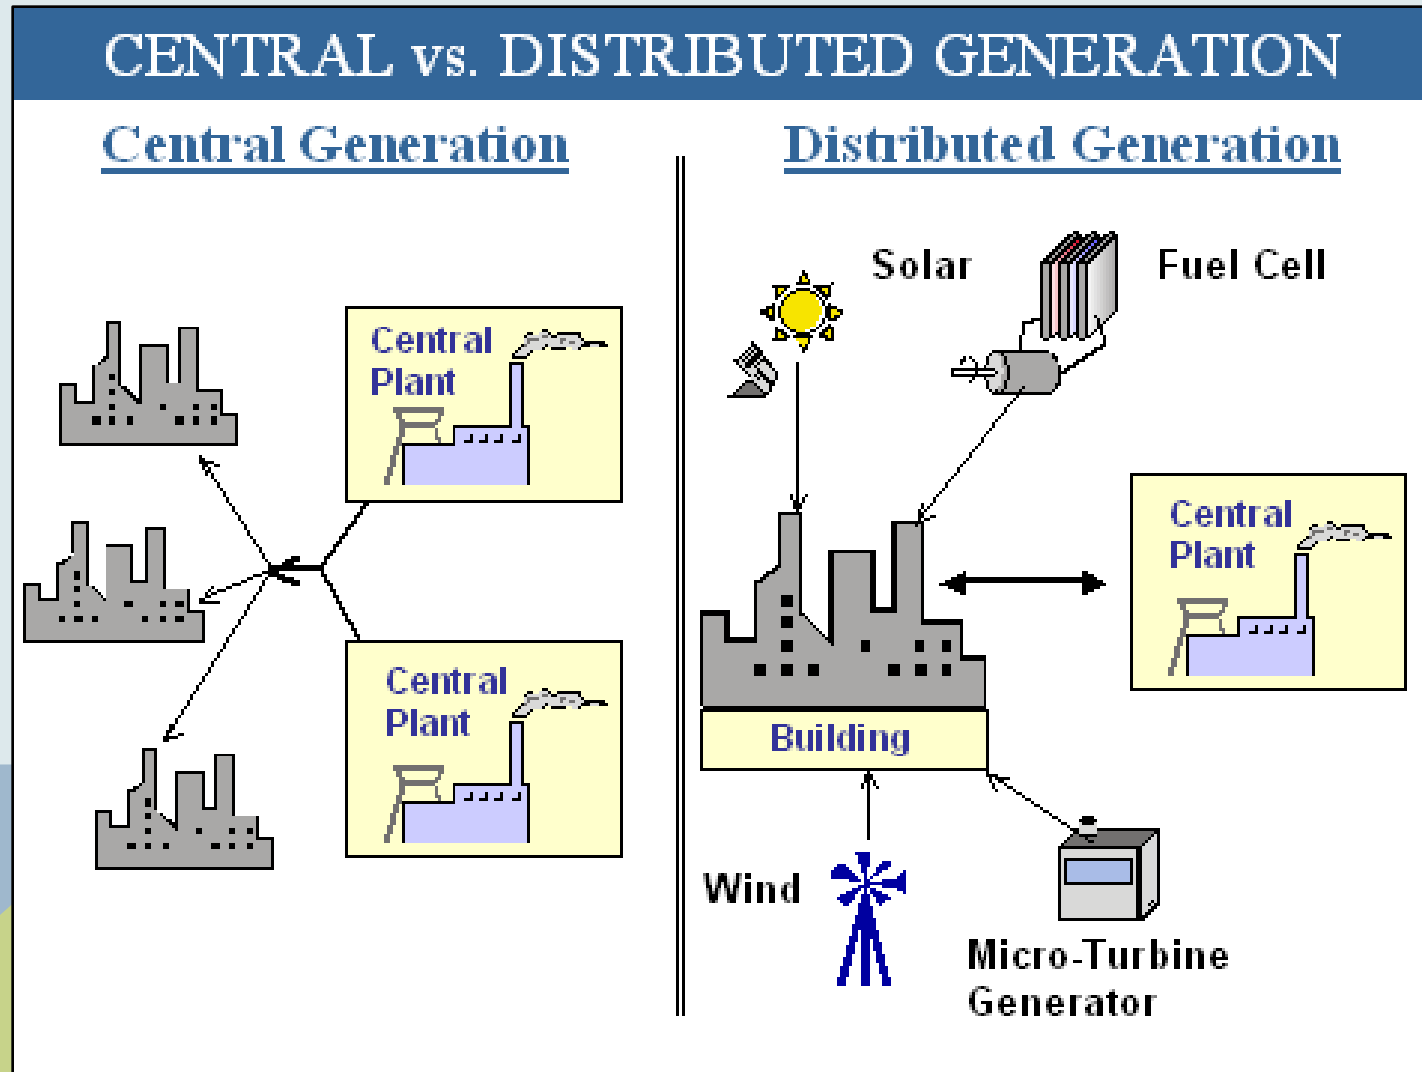 CENTRAL vs. DISTRIBUTED GENERATION
Central Generation
Central
Plant
Central
Plant
Distributed Generation
Solar
Fuel Cell
Central
Plant
Building
Wind
Micro-Turbine
Generator